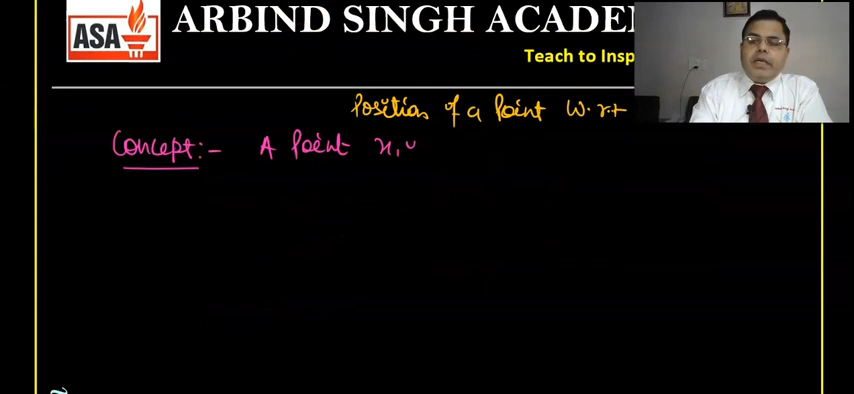 ARBIND SINGH ACADE
ASA
Teach to Insp
Position of a Point W.r.t
Concept:- A Point x,